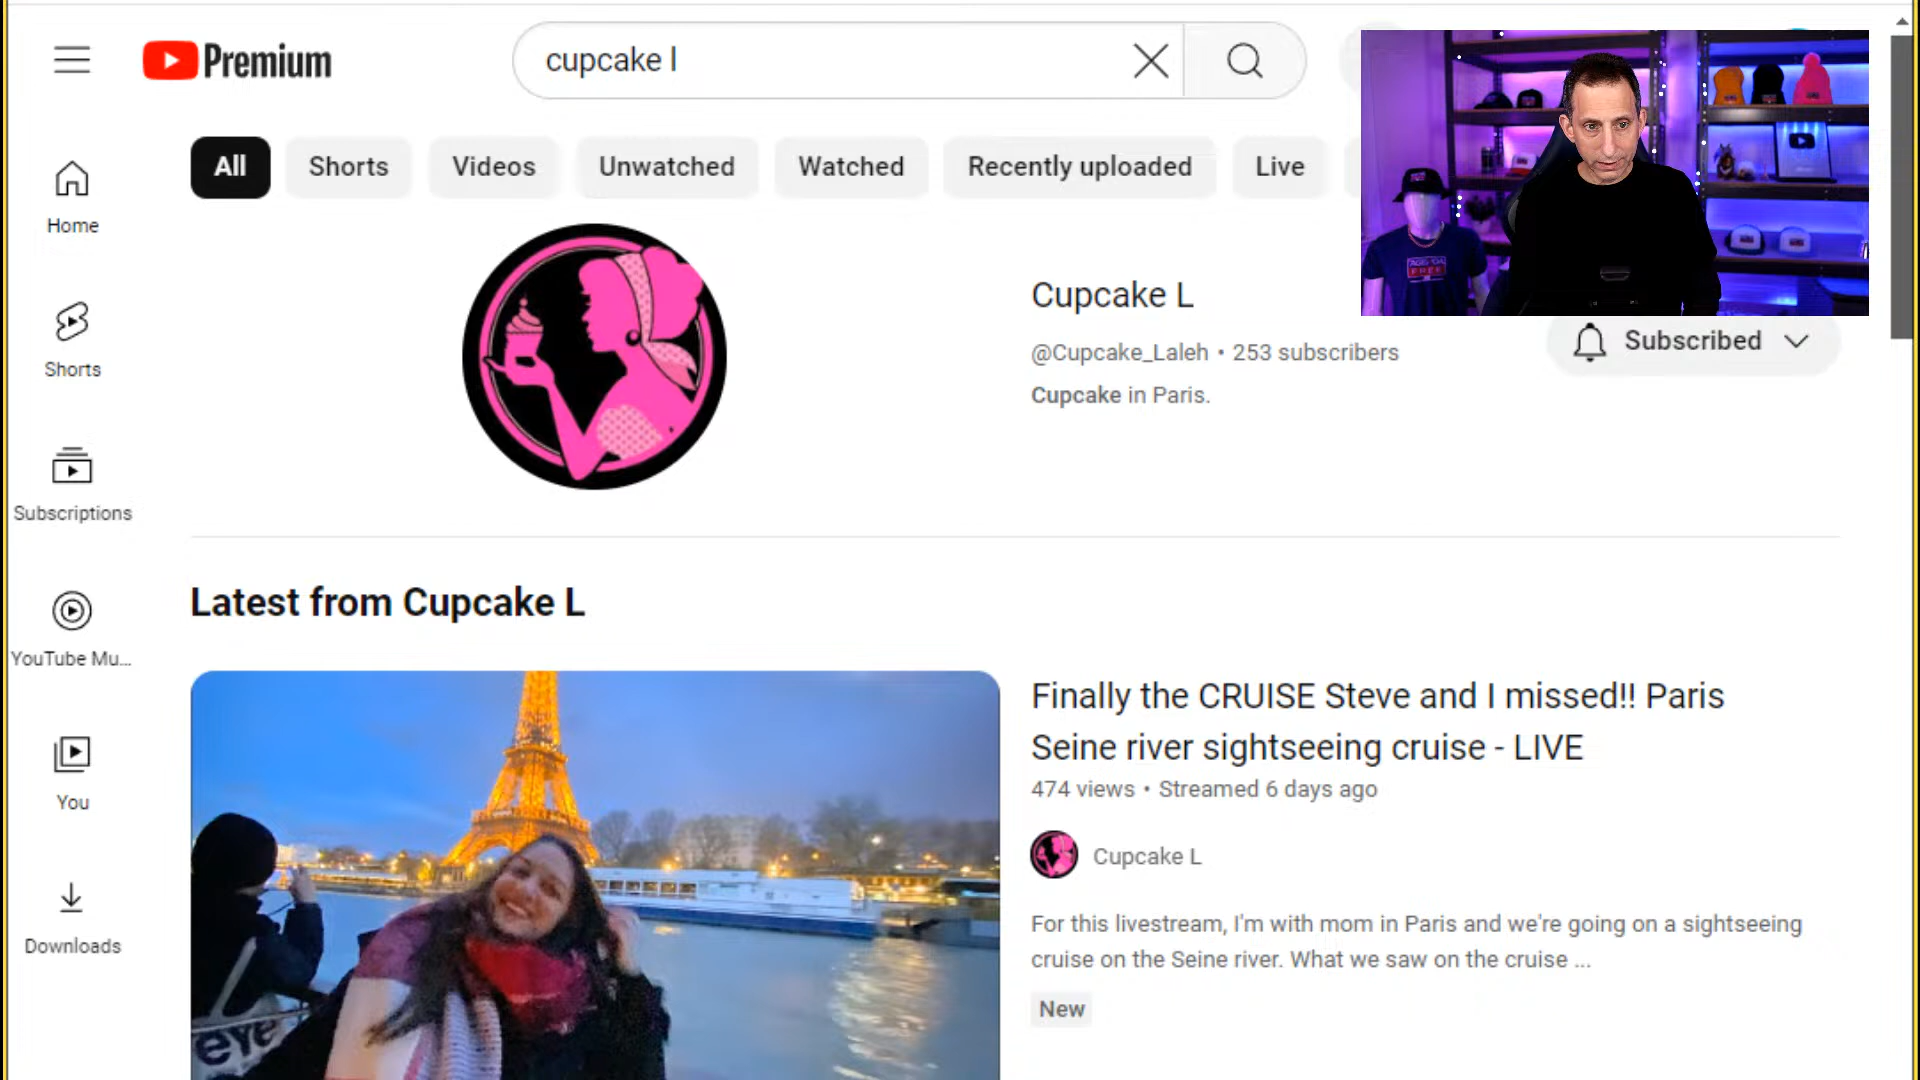 Premium
cupcake l
All
Shorts
Videos
Unwatched
Watched
Recently uploaded
Live
Home
Shorts
Subscriptions
YouTube Mu...
You
Downloads
Cupcake L
@Cupcake_Laleh • 253 subscribers
Cupcake in Paris.
Subscribed
AGENDA
FREE
Latest from Cupcake L
Finally the CRUISE Steve and I missed!! Paris
Seine river sightseeing cruise - LIVE
474 views • Streamed 6 days ago
Cupcake L
For this livestream, I'm with mom in Paris and we're going on a sightseeing
cruise on the Seine river. What we saw on the cruise ...
New
eye